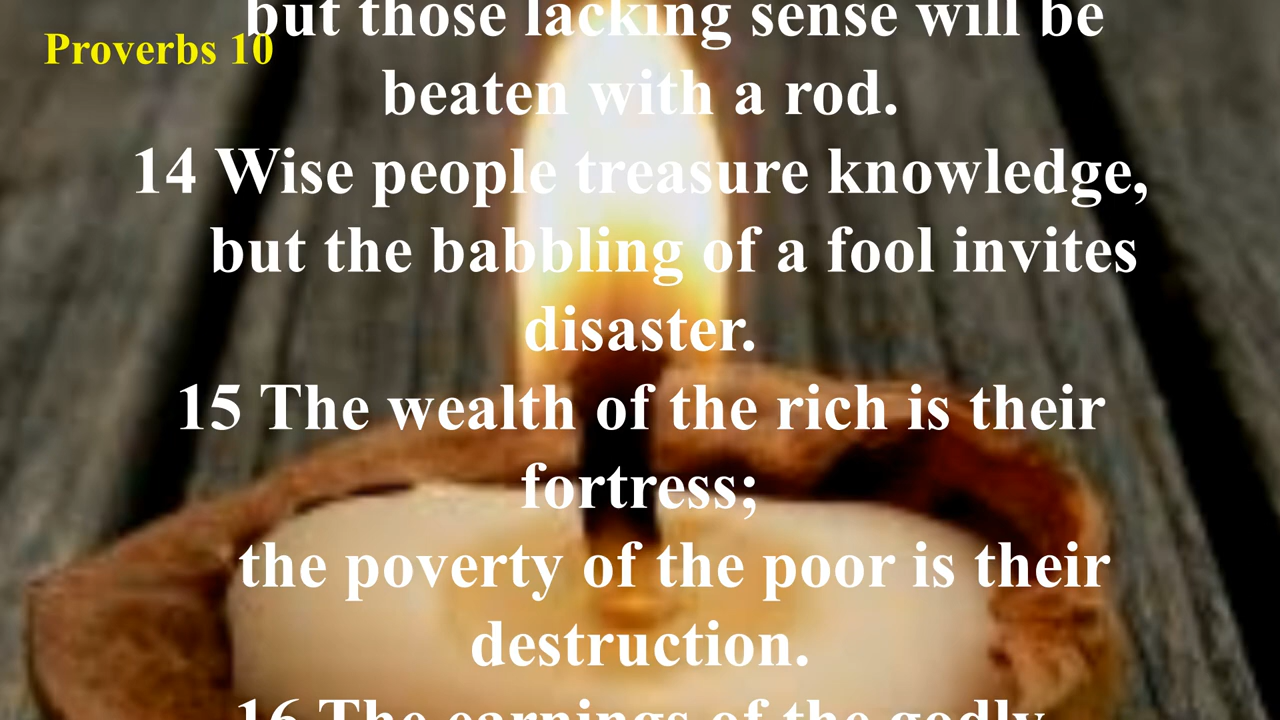 but those lacking sense will be
Proverbs 10
beaten with a rod.
14 Wise people treasure knowledge,
but the babbling of a fool invites
disaster.
15 The wealth of the rich is their
fortress;
the poverty of the poor is their
destruction.
16 The earnings of the godly